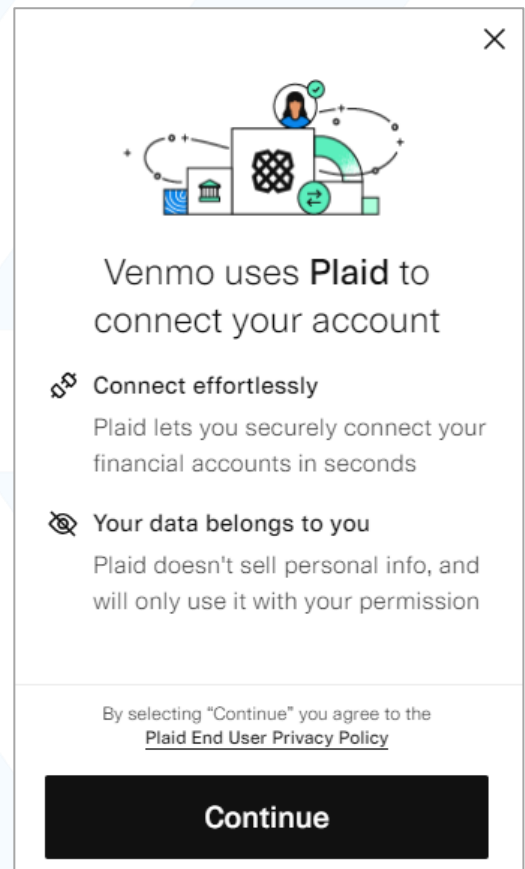 Venmo uses Plaid to
connect your account
Connect effortlessly
Plaid lets you securely connect your
financial accounts in seconds
Your data belongs to you
Plaid doesn't sell personal info, and
will only use it with your permission
By selecting “Continue” you agree to the
Plaid End User Privacy Policy
Continue